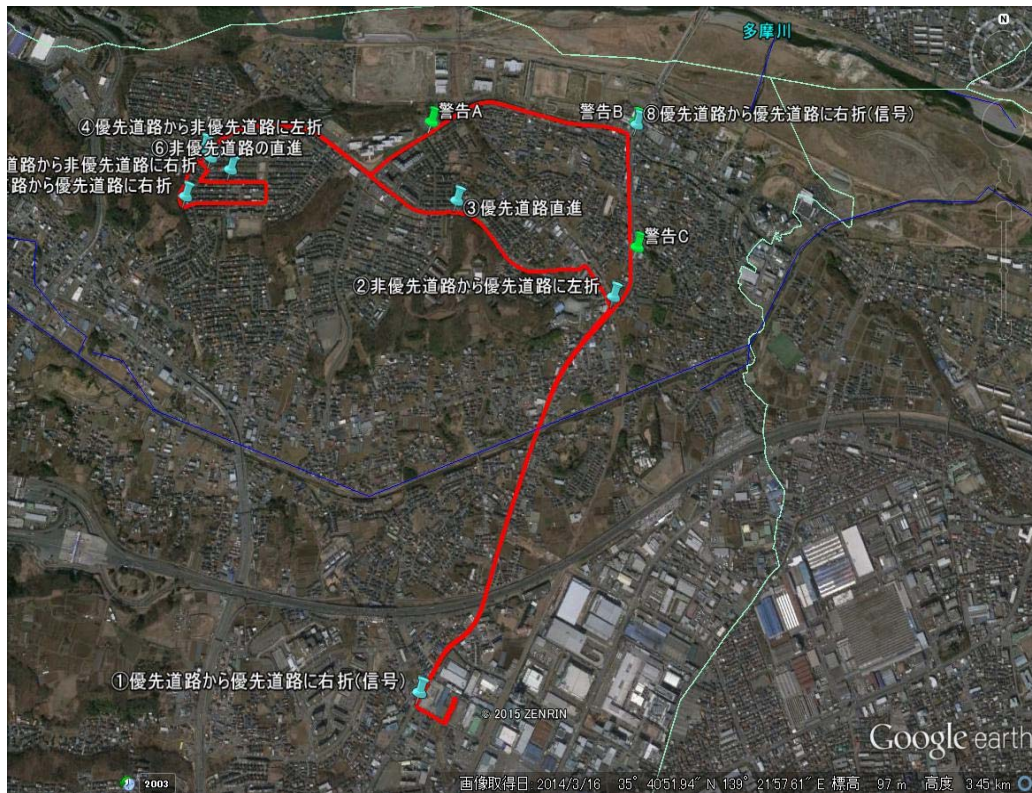 多摩川
N
警告A
警告B
⑧優先道路から優先道路に右折(信号)
④優先道路から非優先道路に左折
⑥非優先道路の直進
道路から非優先道路に右折
路から優先道路に右折
③優先道路直進
警告C
②非優先道路から優先道路に左折
①優先道路から優先道路に右折(信号)
© 2015 ZENRIN
Google earth
2003
画像取得日 2014/3/16 35° 40'51.94" N 139° 21'57.61" E 標高 97 m 高度 3.45 km